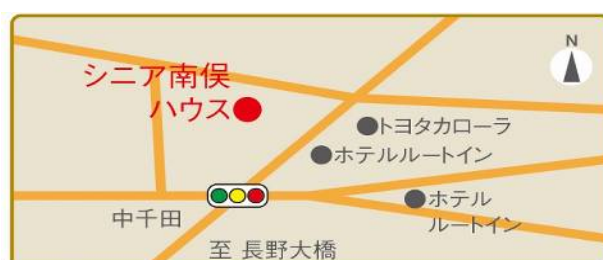 N
シニア南俣
ハウス
トヨタカローラ
ホテルルートイン
ホテル
ルートイン
中千田
至 長野大橋